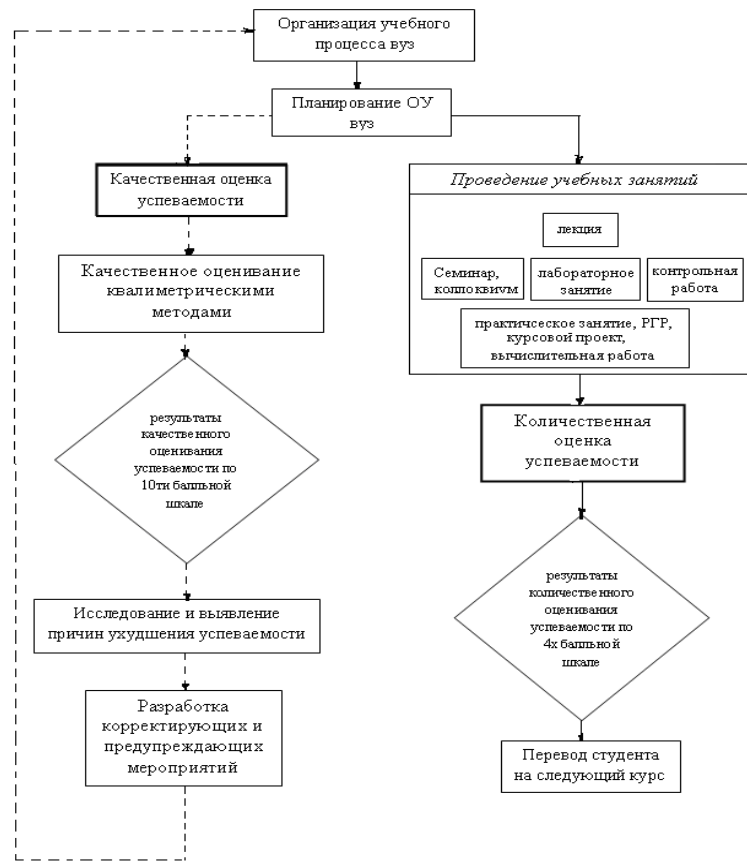 Организация учебного
процесса вуз
Планирование ОУ
вуз
Качественная оценка
успеваемости
Качественное оценивание
квалиметрическими
методами
результаты
качественного
оценивания
успеваемости по
10ти балльной
шкале
Исследование и выявление
причин ухудшения успеваемости
Разработка
корректирующих и
предупреждающих
мероприятий
Проведение учебных занятий
лекция
Семинар,
коллоквиум
лабораторное
занятие
контрольная
работа
практичсеское занятие, РГР,
курсовой проект,
вычислительная работа
Количественная
оценка
успеваемости
результаты
количественного
оценивания
успеваемости по
4х балльной
шкале
Перевод студента
на следующий курс